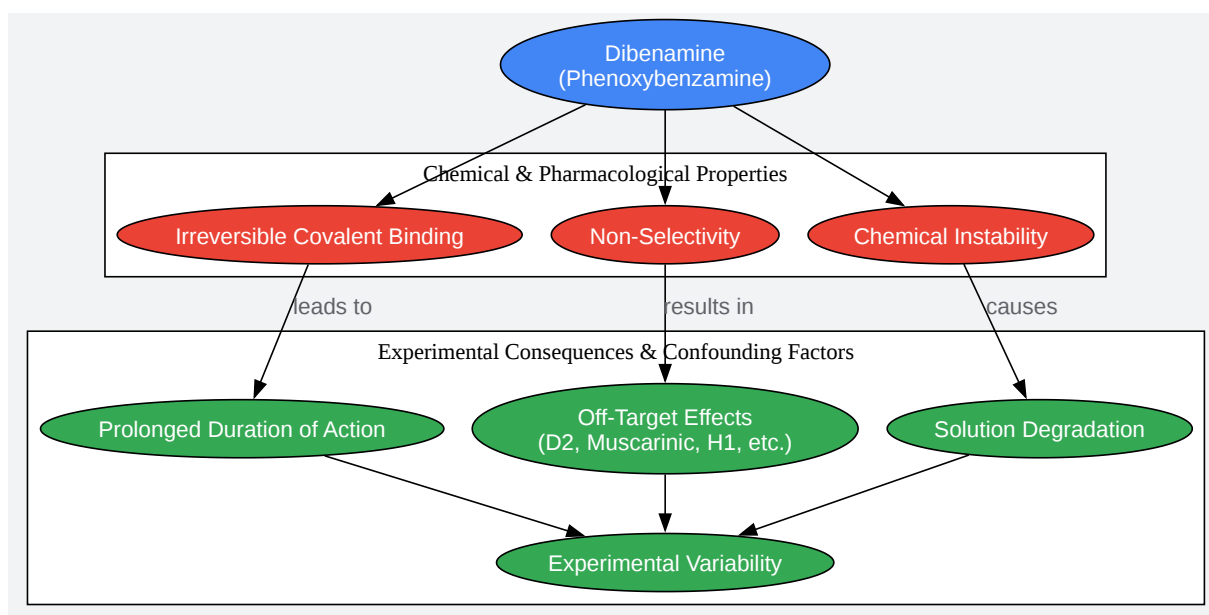 Dibenamine
(Phenoxybenzamine)
Chemical & Pharmacological Properties
Irreversible Covalent Binding
Non-Selectivity
Chemical Instability
leads to
results in
causes
Experimental Consequences & Confounding Factors
Prolonged Duration of Action
Off-Target Effects
(D2, Muscarinic, H1, etc.)
Solution Degradation
Experimental Variability